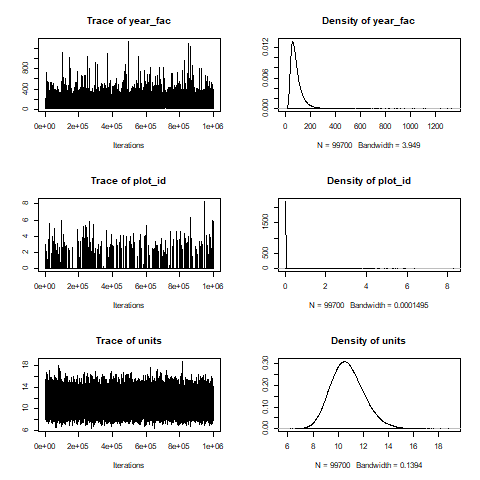 Trace of year_fac
Density of year_fac
0 400 800
0e+00 2e+05 4e+05 6e+05 8e+05 1e+06
Iterations
0.000 0.006 0.012
0 200 400 600 800 1000 1200
N = 99700 Bandwidth = 3.949
Trace of plot_id
Density of plot_id
0 2 4 6 8
0e+00 2e+05 4e+05 6e+05 8e+05 1e+06
Iterations
0 500 1500
0 2 4 6 8
N = 99700 Bandwidth = 0.0001495
Trace of units
Density of units
6 10 14 18
0e+00 2e+05 4e+05 6e+05 8e+05 1e+06
Iterations
0.00 0.10 0.20 0.30
6 8 10 12 14 16 18
N = 99700 Bandwidth = 0.1394